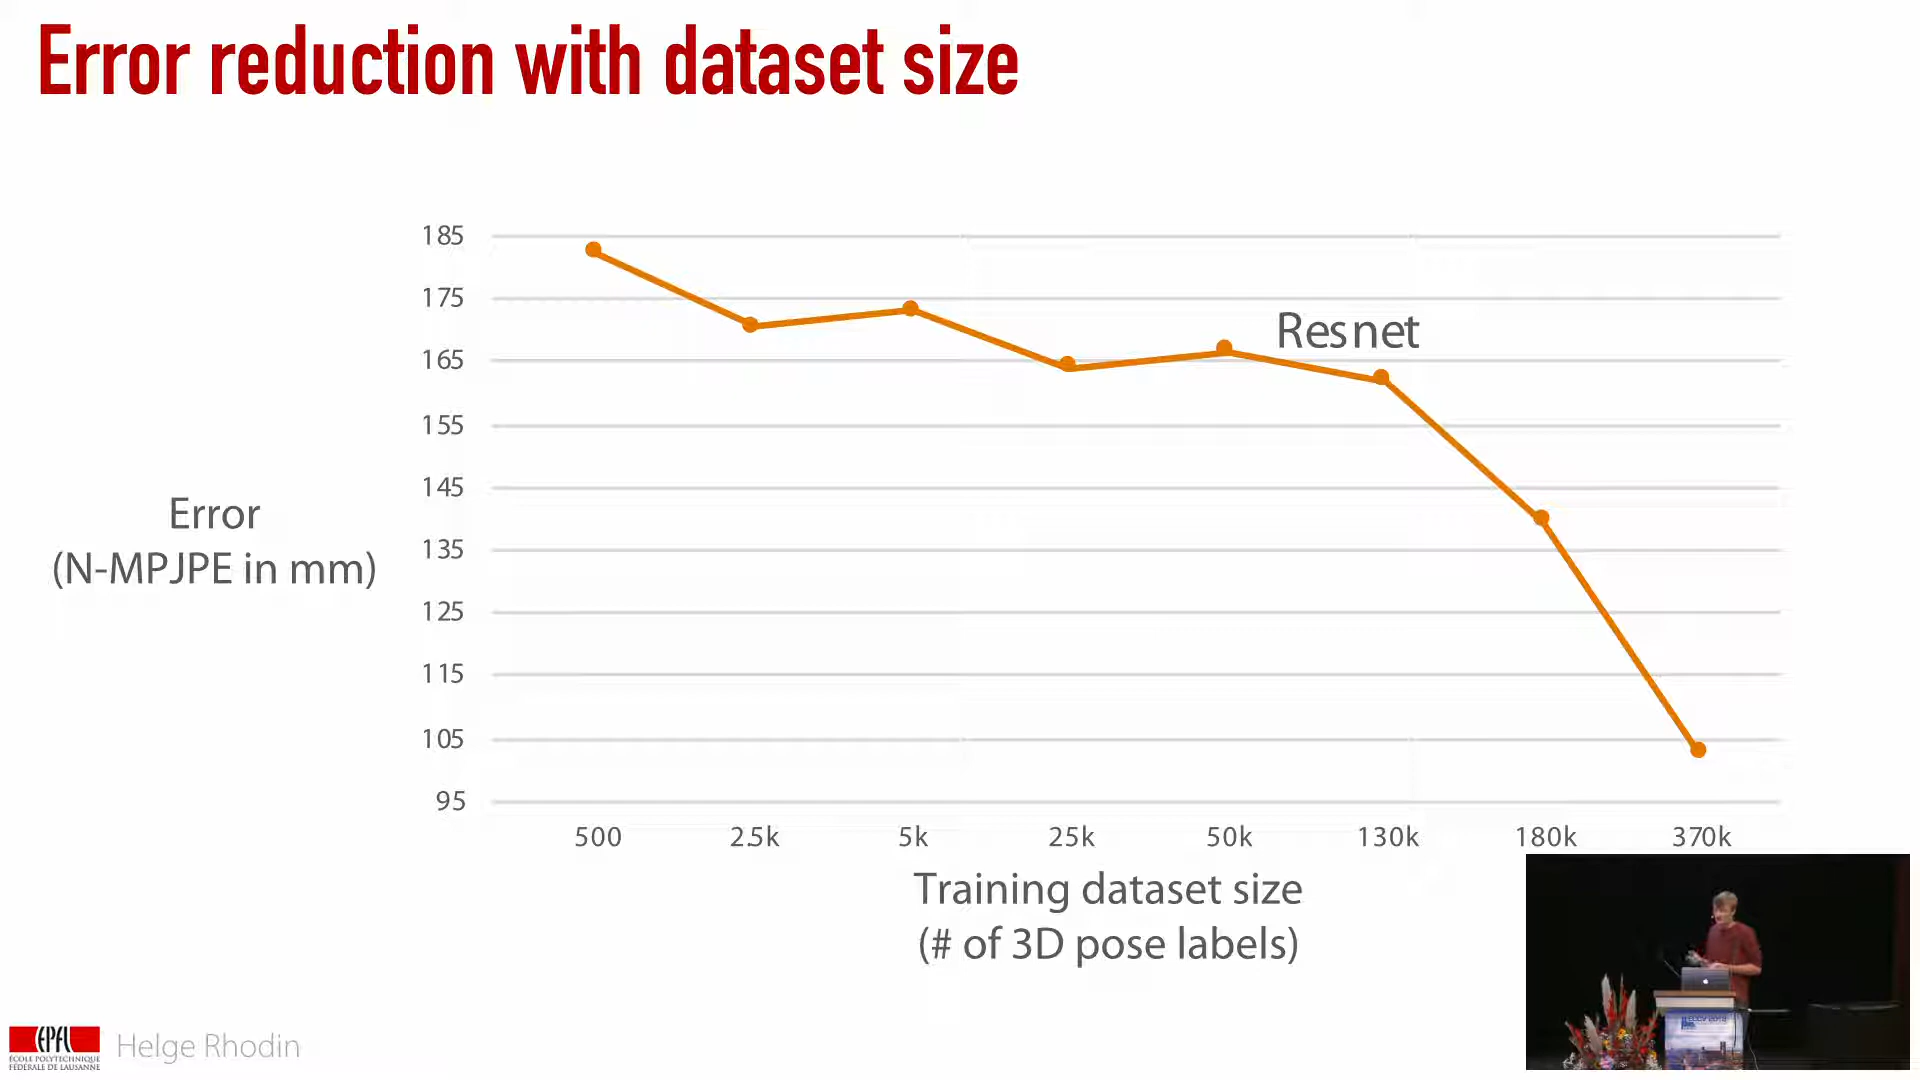 Error reduction with dataset size
185
175
165
155
145
135
125
115
105
95
Error
(N-MPJPE in mm)
Resnet
500 2.5k 5k 25k 50k 130k 180k 370k
Training dataset size
(# of 3D pose labels)
EPFL
ÉCOLE POLYTECHNIQUE
FÉDÉRALE DE LAUSANNE
Helge Rhodin
ECCV 2018